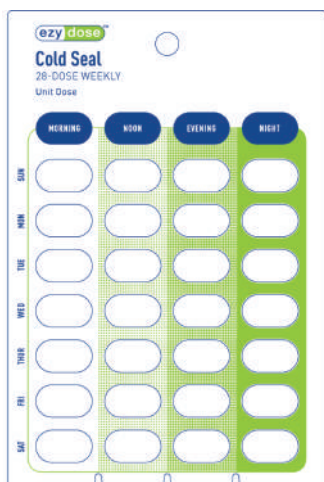 ezy dose™
Cold Seal
28-DOSE WEEKLY
Unit Dose
MORNING NOON EVENING NIGHT
SUN
MON
TUE
WED
THUR
FRI
SAT